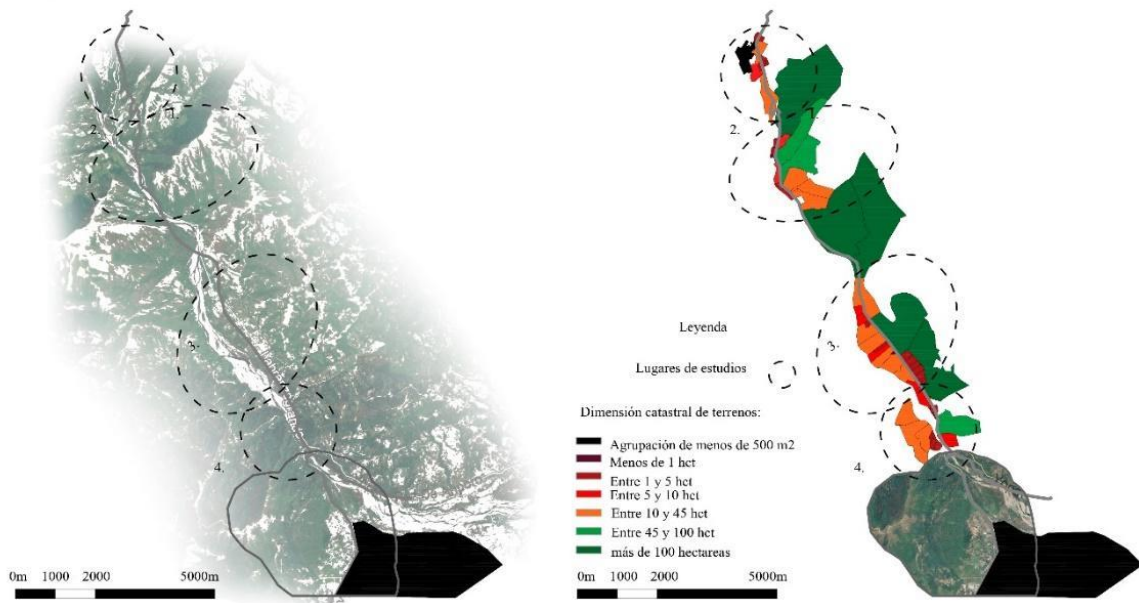 2.
3.
4.
0m 1000 2000 5000m
2.
3.
4.
Leyenda
Lugares de estudios
Dimensión catastral de terrenos:
Agrupación de menos de 500 m2
Menos de 1 hct
Entre 1 y 5 hct
Entre 5 y 10 hct
Entre 10 y 45 hct
Entre 45 y 100 hct
más de 100 hectareas
0m 1000 2000 5000m